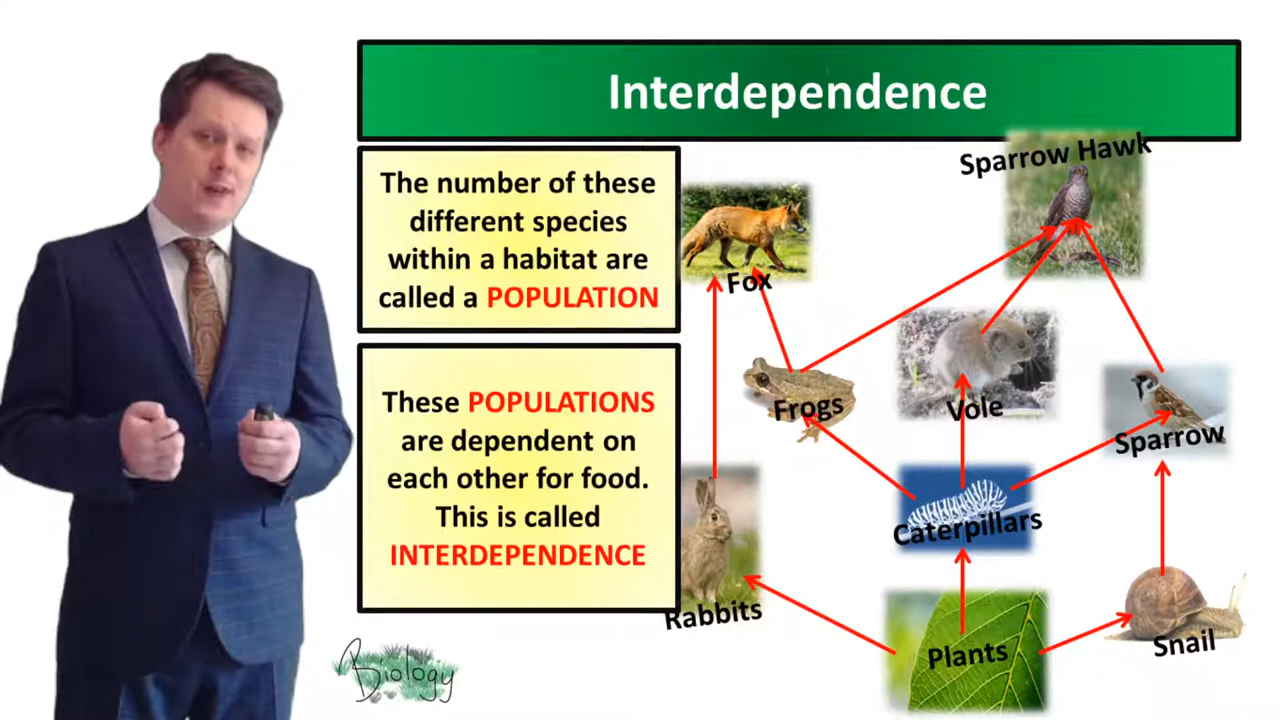 Interdependence
The number of these
different species
within a habitat are
called a POPULATION
These POPULATIONS
are dependent on
each other for food.
This is called
INTERDEPENDENCE
Sparrow Hawk
Fox
Frogs
Vole
Sparrow
Caterpillars
Rabbits
Plants
Snail
Biology